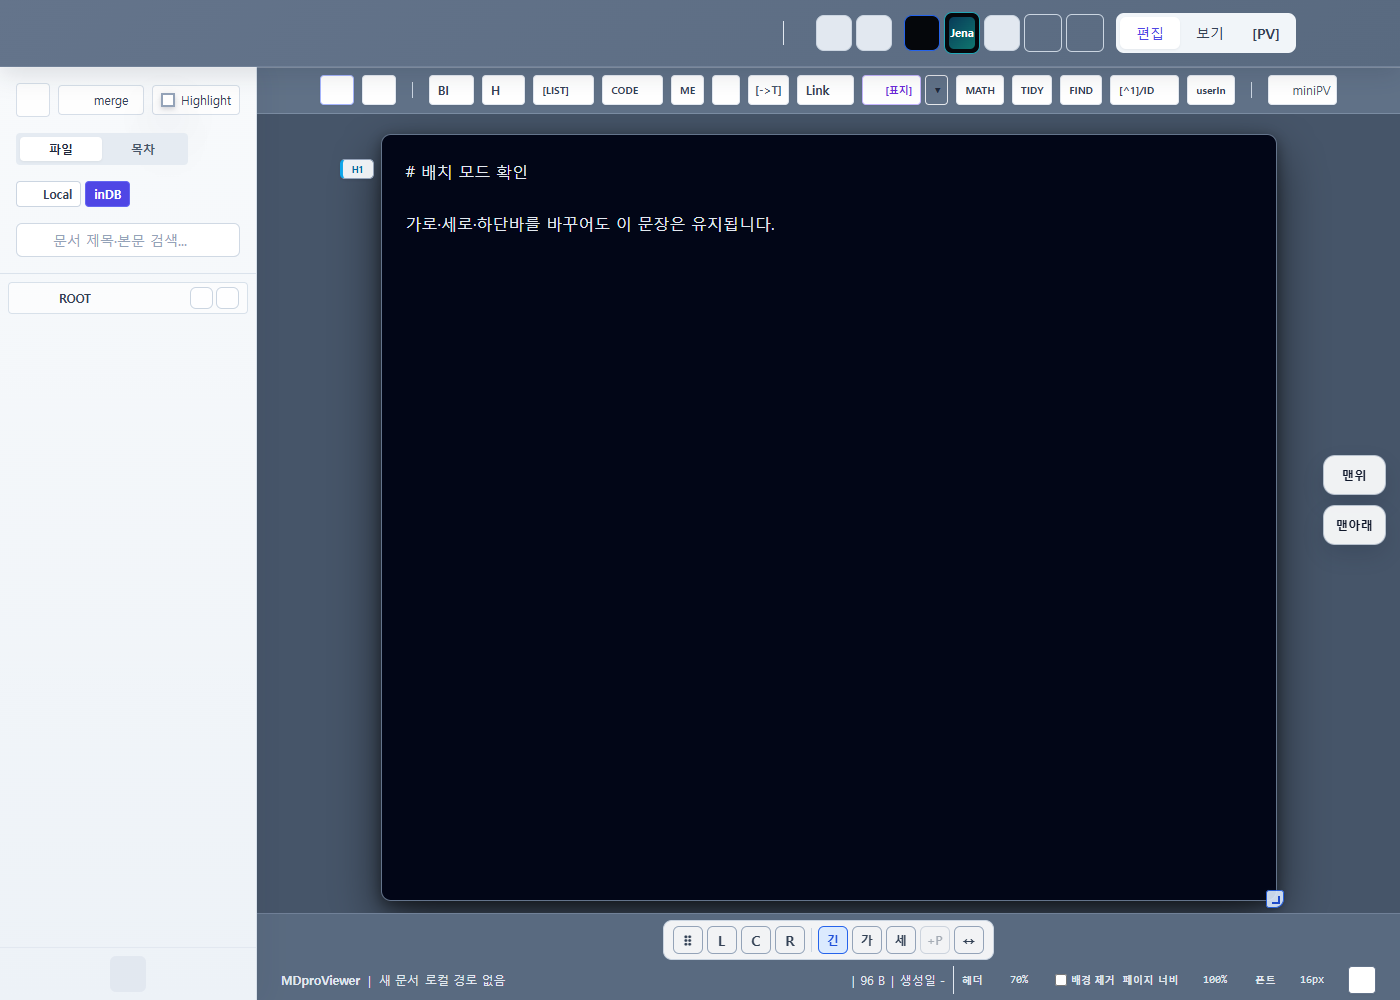 Jena 편집 보기 [PV]
merge Highlight
BI H [LIST] CODE ME [->T] Link [표지] ▾ MATH TIDY FIND [^1]/ID userIn miniPV
파일 목차
Local inDB
문서 제목·본문 검색...
ROOT
H1
# 배치 모드 확인
가로·세로·하단바를 바꾸어도 이 문장은 유지됩니다.
맨위
맨아래
⠿ L C R 긴 가 세 +P ↔
MDproViewer | 새 문서 로컬 경로 없음 | 96 B | 생성일 - 헤더 70% 배경 제거 페이지 너비 100% 폰트 16px